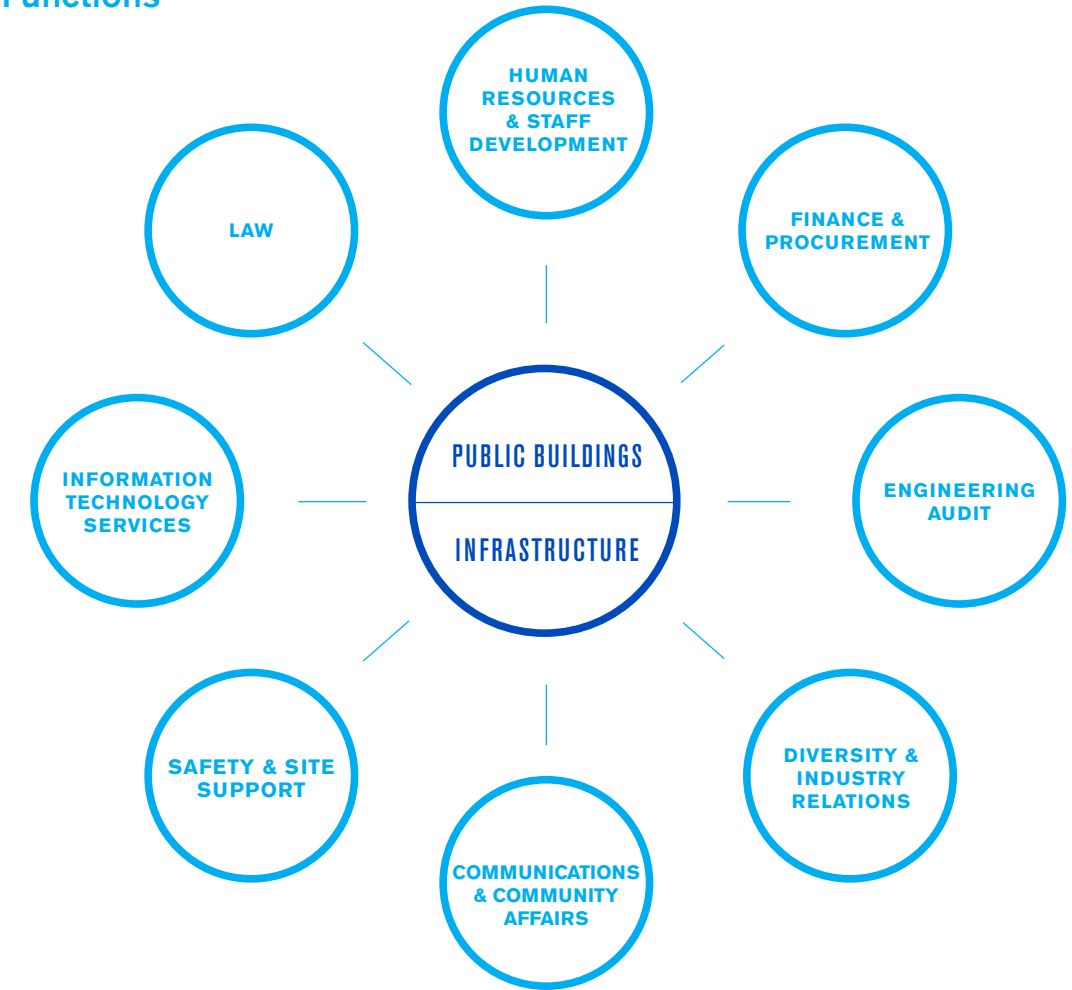 Functions
HUMAN
RESOURCES
& STAFF
DEVELOPMENT
LAW
FINANCE &
PROCUREMENT
PUBLIC BUILDINGS
INFRASTRUCTURE
INFORMATION
TECHNOLOGY
SERVICES
ENGINEERING
AUDIT
SAFETY & SITE
SUPPORT
DIVERSITY &
INDUSTRY
RELATIONS
COMMUNICATIONS
& COMMUNITY
AFFAIRS